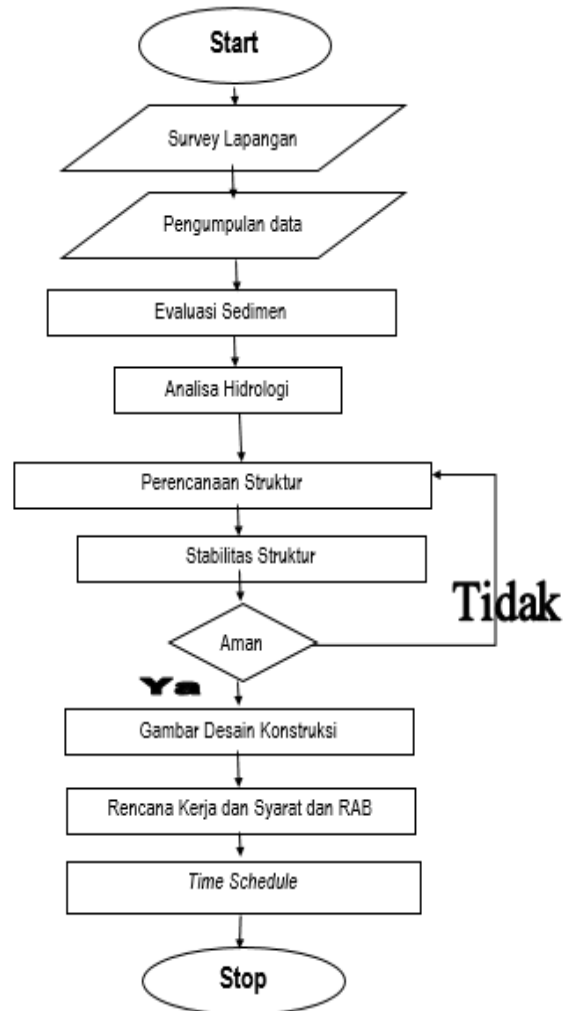 Start
Survey Lapangan
Pengumpulan data
Evaluasi Sedimen
Analisa Hidrologi
Perencanaan Struktur
Stabilitas Struktur
Tidak
Aman
Ya
Gambar Desain Konstruksi
Rencana Kerja dan Syarat dan RAB
Time Schedule
Stop